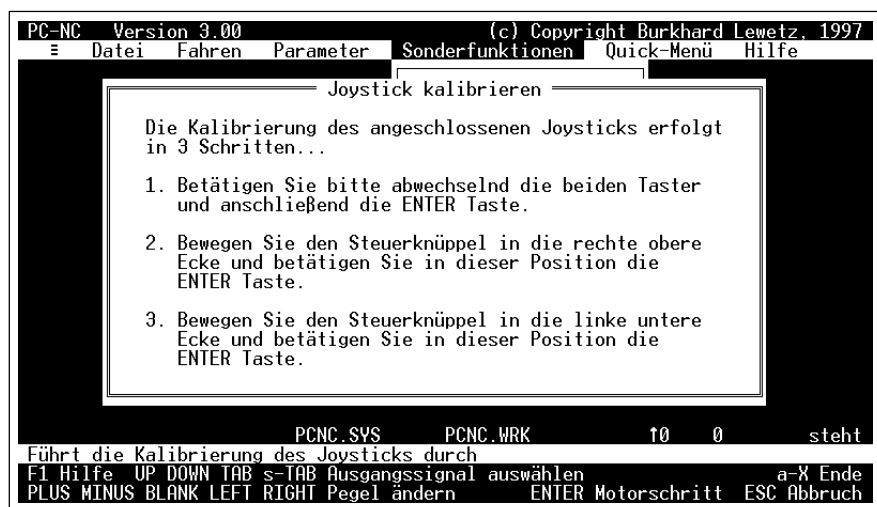 PC-NC Version 3.00 (c) Copyright Burkhard Lewetz, 1997
≡ Datei Fahren Parameter Sonderfunktionen Quick-Menü Hilfe
Joystick kalibrieren
Die Kalibrierung des angeschlossenen Joysticks erfolgt
in 3 Schritten...
1. Betätigen Sie bitte abwechselnd die beiden Taster
und anschließend die ENTER Taste.
2. Bewegen Sie den Steuerknüppel in die rechte obere
Ecke und betätigen Sie in dieser Position die
ENTER Taste.
3. Bewegen Sie den Steuerknüppel in die linke untere
Ecke und betätigen Sie in dieser Position die
ENTER Taste.
PCNC.SYS PCNC.WRK ↑0 0 steht
Führt die Kalibrierung des Joysticks durch
F1 Hilfe UP DOWN TAB s-TAB Ausgangssignal auswählen a-X Ende
PLUS MINUS BLANK LEFT RIGHT Pegel ändern ENTER Motorschritt ESC Abbruch